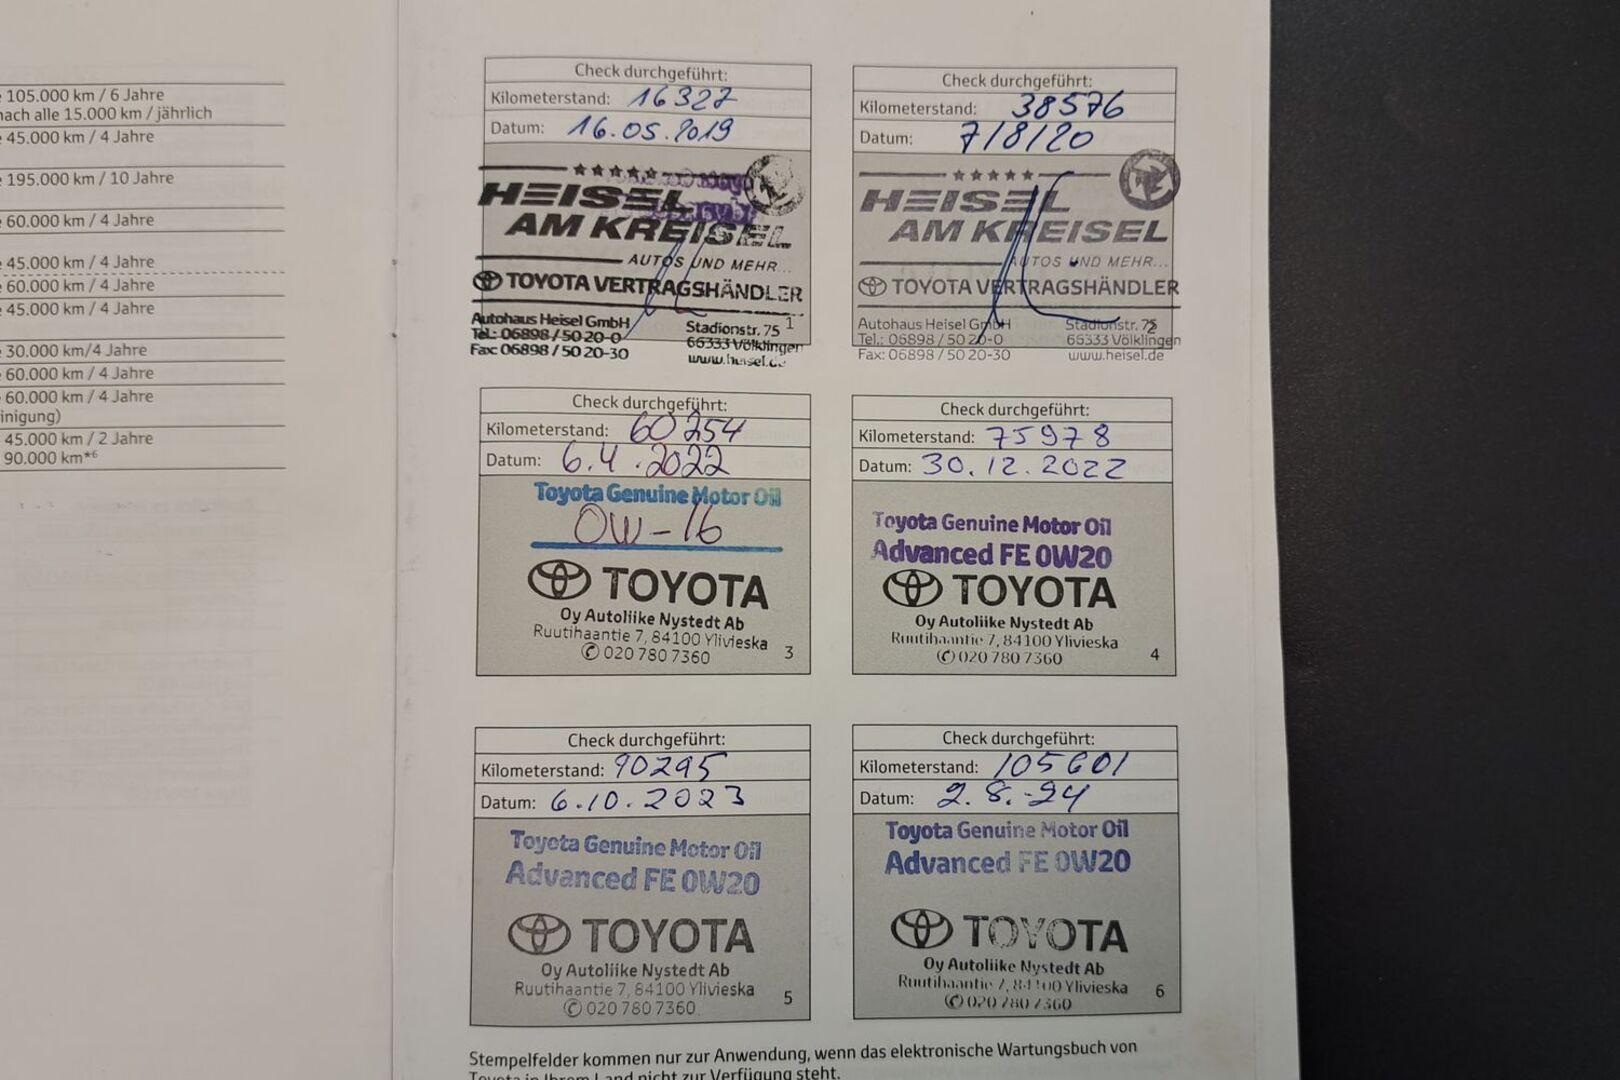 105.000 km / 6 Jahre
nach alle 15.000 km / jährlich
45.000 km / 4 Jahre
195.000 km / 10 Jahre
60.000 km / 4 Jahre
45.000 km / 4 Jahre
60.000 km / 4 Jahre
45.000 km / 4 Jahre
30.000 km/4 Jahre
60.000 km / 4 Jahre
60.000 km / 4 Jahre
inigung)
45.000 km / 2 Jahre
90.000 km*6
Check durchgeführt:
Kilometerstand: 16327
Datum: 16.05.2019
HEISEL
AM KREISEL
AUTOS UND MEHR...
TOYOTA VERTRAGSHÄNDLER
Autohaus Heisel GmbH
Tel.: 06898 / 50 20-0
Fax: 06898 / 50 20-30
Stadionstr. 75
66333 Völklingen
www.heisel.de
1
Check durchgeführt:
Kilometerstand: 38576
Datum: 7/8/20
HEISEL
AM KREISEL
AUTOS UND MEHR...
TOYOTA VERTRAGSHÄNDLER
Autohaus Heisel GmbH
Tel.: 06898 / 50 20-0
Fax: 06898 / 50 20-30
Stadionstr. 75
66333 Völklingen
www.heisel.de
2
Check durchgeführt:
Kilometerstand: 60254
Datum: 6.4.2022
Toyota Genuine Motor Oil
0W-16
TOYOTA
Oy Autoliike Nystedt Ab
Ruutihaantie 7, 84100 Ylivieska
020 780 7360
3
Check durchgeführt:
Kilometerstand: 75978
Datum: 30.12.2022
Toyota Genuine Motor Oil
Advanced FE 0W20
TOYOTA
Oy Autoliike Nystedt Ab
Ruutihaantie 7, 84100 Ylivieska
020 780 7360
4
Check durchgeführt:
Kilometerstand: 90295
Datum: 6.10.2023
Toyota Genuine Motor Oil
Advanced FE 0W20
TOYOTA
Oy Autoliike Nystedt Ab
Ruutihaantie 7, 84100 Ylivieska
020 780 7360
5
Check durchgeführt:
Kilometerstand: 105601
Datum: 2.8.-24
Toyota Genuine Motor Oil
Advanced FE 0W20
TOYOTA
Oy Autoliike Nystedt Ab
Ruutihaantie 7, 84100 Ylivieska
020 780 7360
6
Stempelfelder kommen nur zur Anwendung, wenn das elektronische Wartungsbuch von
Toyota in Ihrem Land nicht zur Verfügung steht.